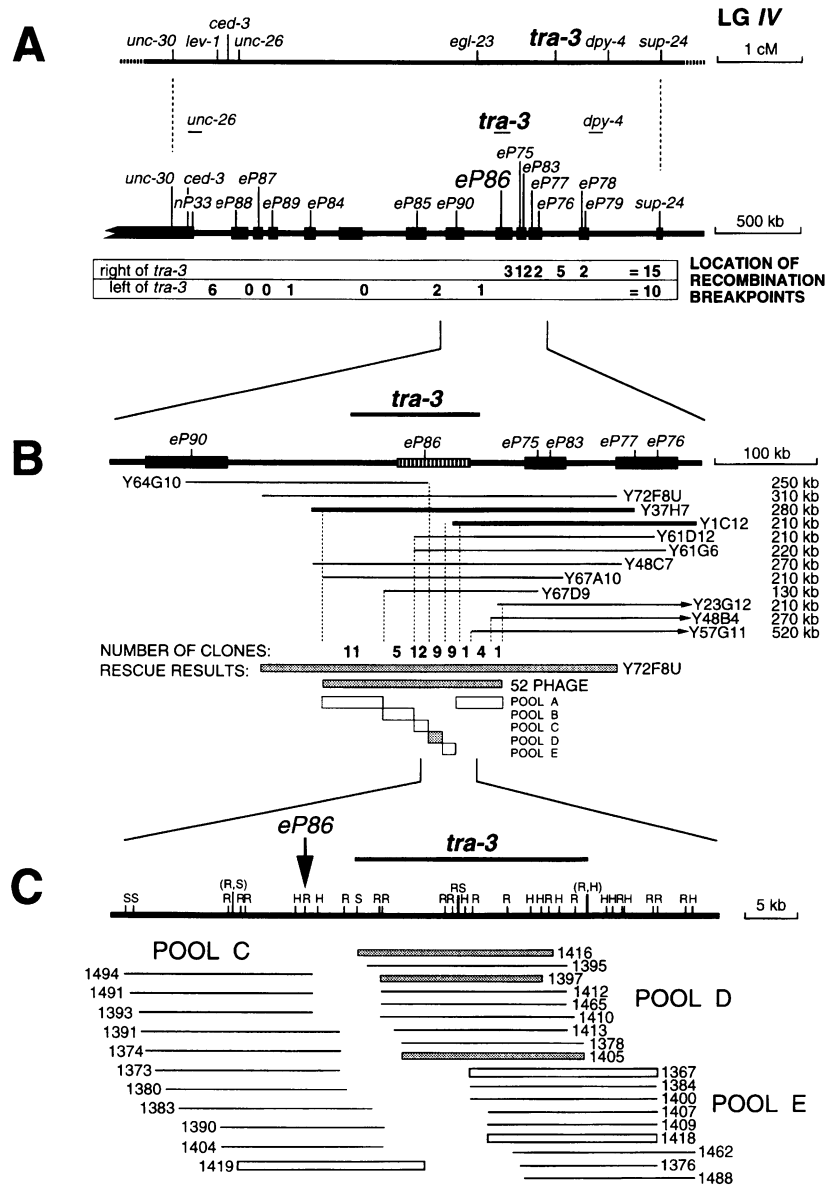 LG IV
A
ced-3
unc-30 lev-1 unc-26 egl-23 tra-3 dpy-4 sup-24
1 cM
unc-26 tra-3 dpy-4
eP75
eP83
unc-30 ced-3 eP87 eP86 eP77 eP78
nP33 eP88 eP89 eP84 eP85 eP90 eP76 eP79 sup-24
500 kb
right of tra-3 3 1 2 2 5 2 = 15
left of tra-3 6 0 0 1 0 2 1 = 10
LOCATION OF
RECOMBINATION
BREAKPOINTS
tra-3
B
eP90 eP86 eP75 eP83 eP77 eP76
100 kb
Y64G10 250 kb
Y72F8U 310 kb
Y37H7 280 kb
Y1C12 210 kb
Y61D12 210 kb
Y61G6 220 kb
Y48C7 270 kb
Y67A10 210 kb
Y67D9 130 kb
Y23G12 210 kb
Y48B4 270 kb
Y57G11 520 kb
NUMBER OF CLONES: 11 5 12 9 9 1 4 1
RESCUE RESULTS: Y72F8U
52 PHAGE
POOL A
POOL B
POOL C
POOL D
POOL E
eP86
tra-3
C
(R,S) RS (R,H)
SS R RR H R H R S RR RR H R R H H R H R H H R H RR R H
5 kb
POOL C
1494
1491
1393
1391
1374
1373
1380
1383
1390
1404
1419
1416
1395
1397
1412
1465
1410
1413
1378
1405
POOL D
1367
1384
1400
1407
1409
1418
1462
1376
1488
POOL E